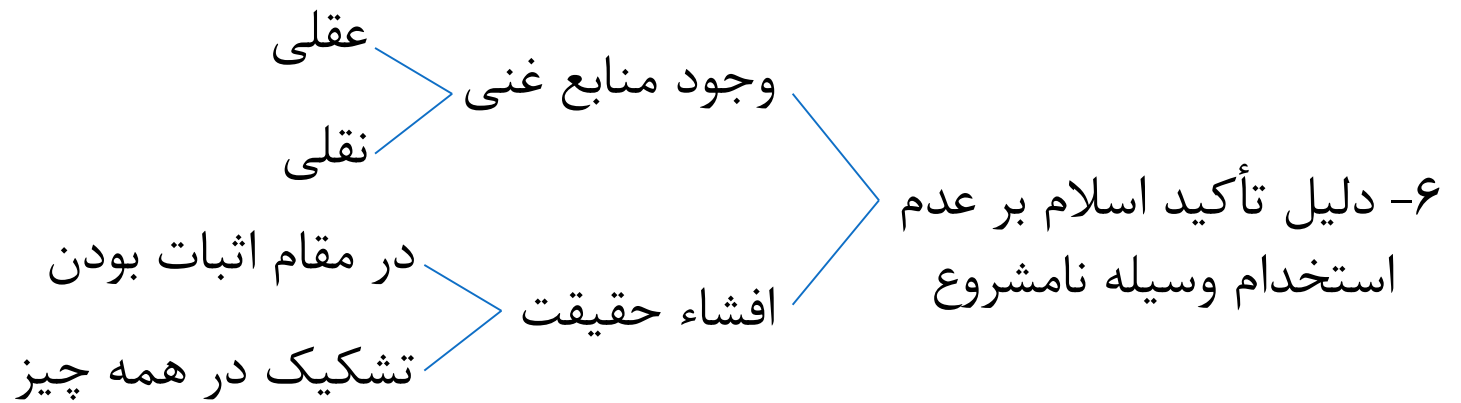 ۶- دلیل تأکید اسلام بر عدم
استخدام وسیله نامشروع
وجود منابع غنی
عقلی
نقلی
افشاء حقیقت
در مقام اثبات بودن
تشکیک در همه چیز